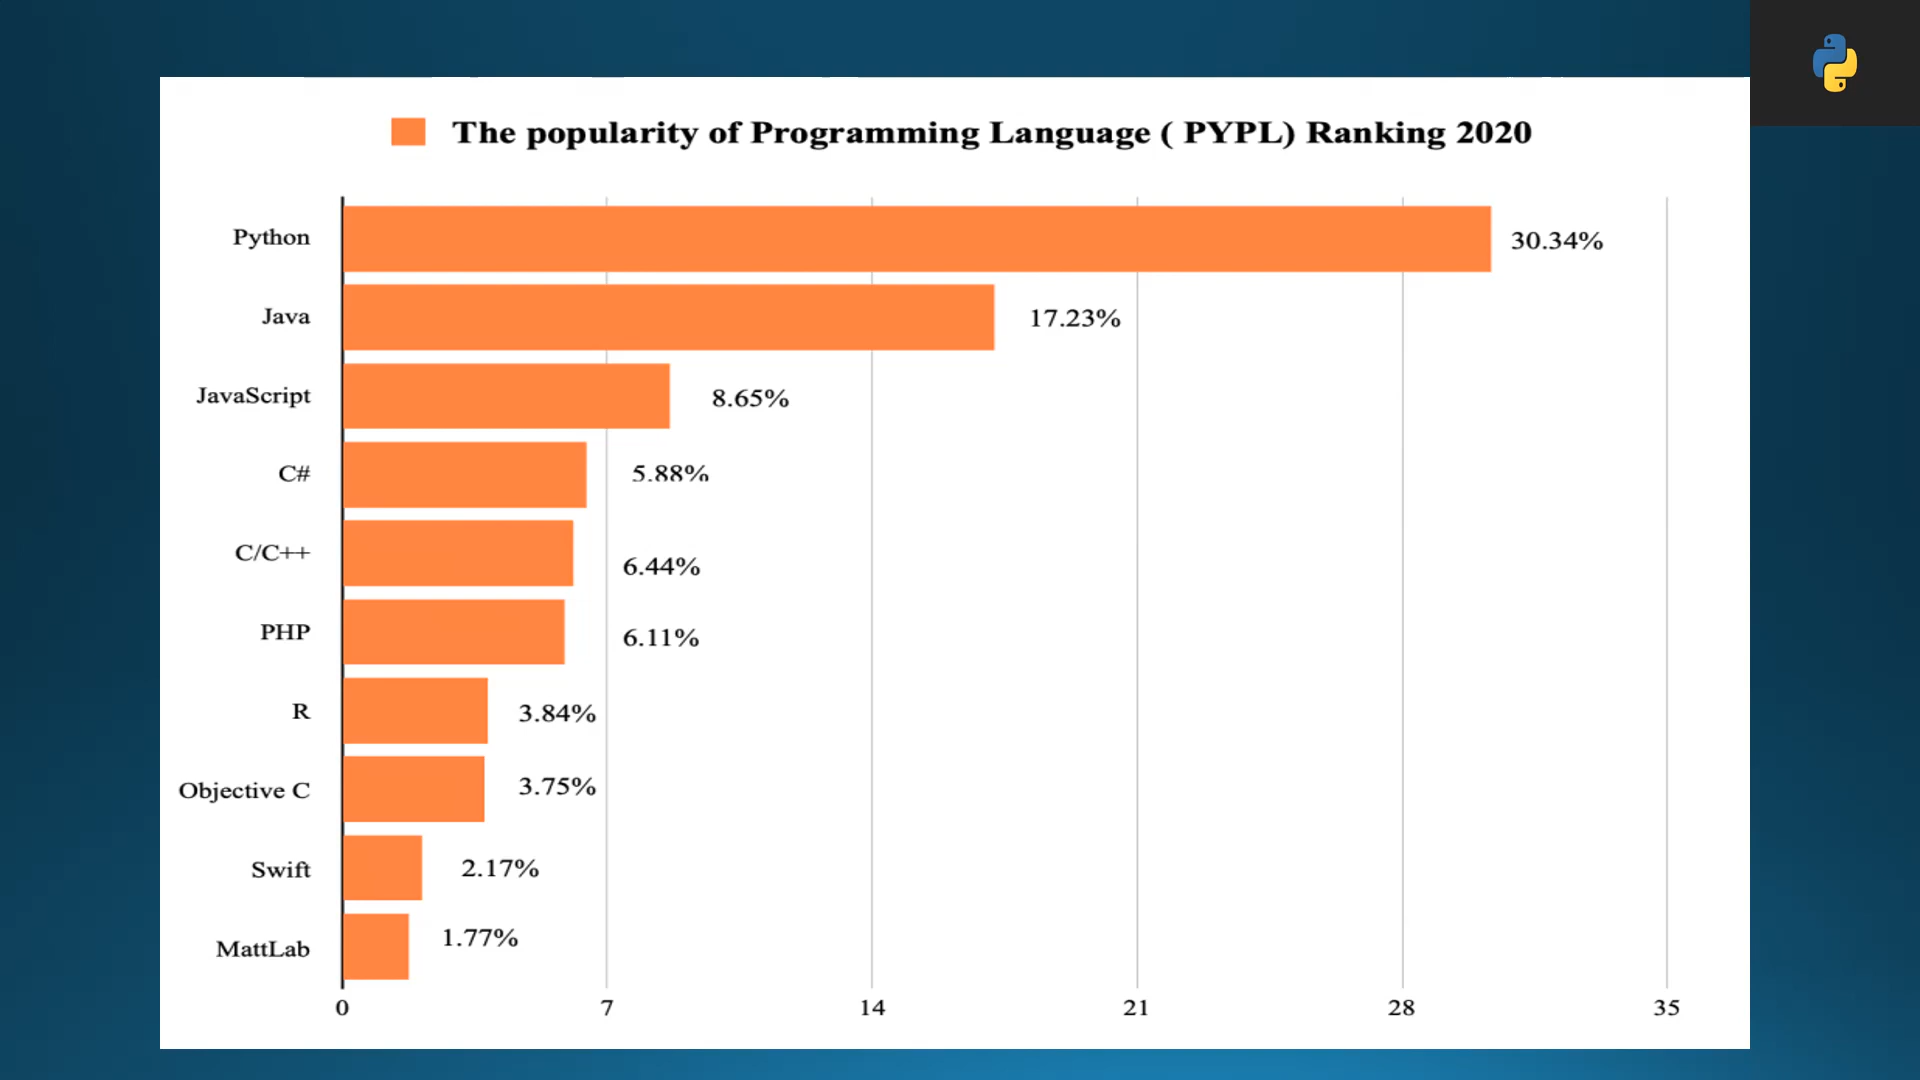 The popularity of Programming Language ( PYPL) Ranking 2020
Python 30.34%
Java 17.23%
JavaScript 8.65%
C# 5.88%
C/C++ 6.44%
PHP 6.11%
R 3.84%
Objective C 3.75%
Swift 2.17%
MattLab 1.77%
0 7 14 21 28 35